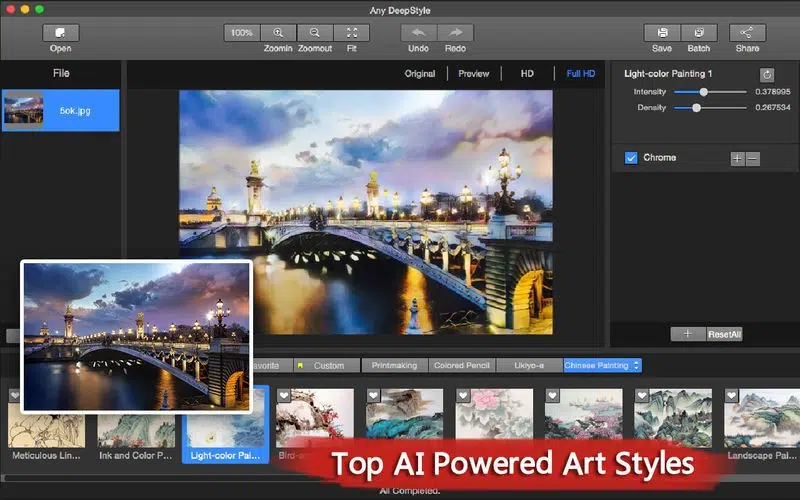 Any DeepStyle
Open
100%
Zoomin
Zoomout
Fit
Undo
Redo
Save
Batch
Share
File
Original
Preview
HD
Full HD
Light-color Painting 1
Intensity
0.378995
Density
0.267534
5ok.jpg
Chrome
ResetAll
avorite
Custom
Printmaking
Colored Pencil
Ukiyo-e
Chinese Painting
Meticulous Lin...
Ink and Color P...
Light-color Pai...
Landscape Pai...
Top AI Powered Art Styles
All Completed.